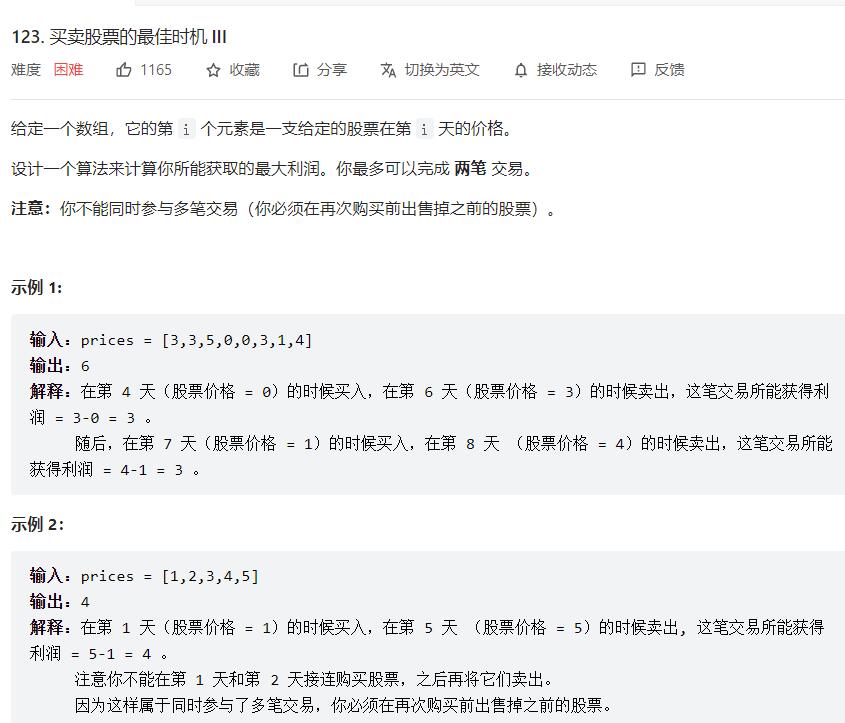 123. 买卖股票的最佳时机 III
难度 困难 1165 收藏 分享 切换为英文 接收动态 反馈
给定一个数组，它的第 i 个元素是一支给定的股票在第 i 天的价格。
设计一个算法来计算你所能获取的最大利润。你最多可以完成 两笔 交易。
注意：你不能同时参与多笔交易（你必须在再次购买前出售掉之前的股票）。
示例 1:
输入：prices = [3,3,5,0,0,3,1,4]
输出：6
解释：在第 4 天（股票价格 = 0）的时候买入，在第 6 天（股票价格 = 3）的时候卖出，这笔交易所能获得利
润 = 3-0 = 3 。
随后，在第 7 天（股票价格 = 1）的时候买入，在第 8 天 （股票价格 = 4）的时候卖出，这笔交易所能
获得利润 = 4-1 = 3 。
示例 2：
输入：prices = [1,2,3,4,5]
输出：4
解释：在第 1 天（股票价格 = 1）的时候买入，在第 5 天 （股票价格 = 5）的时候卖出, 这笔交易所能获得
利润 = 5-1 = 4 。
注意你不能在第 1 天和第 2 天接连购买股票，之后再将它们卖出。
因为这样属于同时参与了多笔交易，你必须在再次购买前出售掉之前的股票。